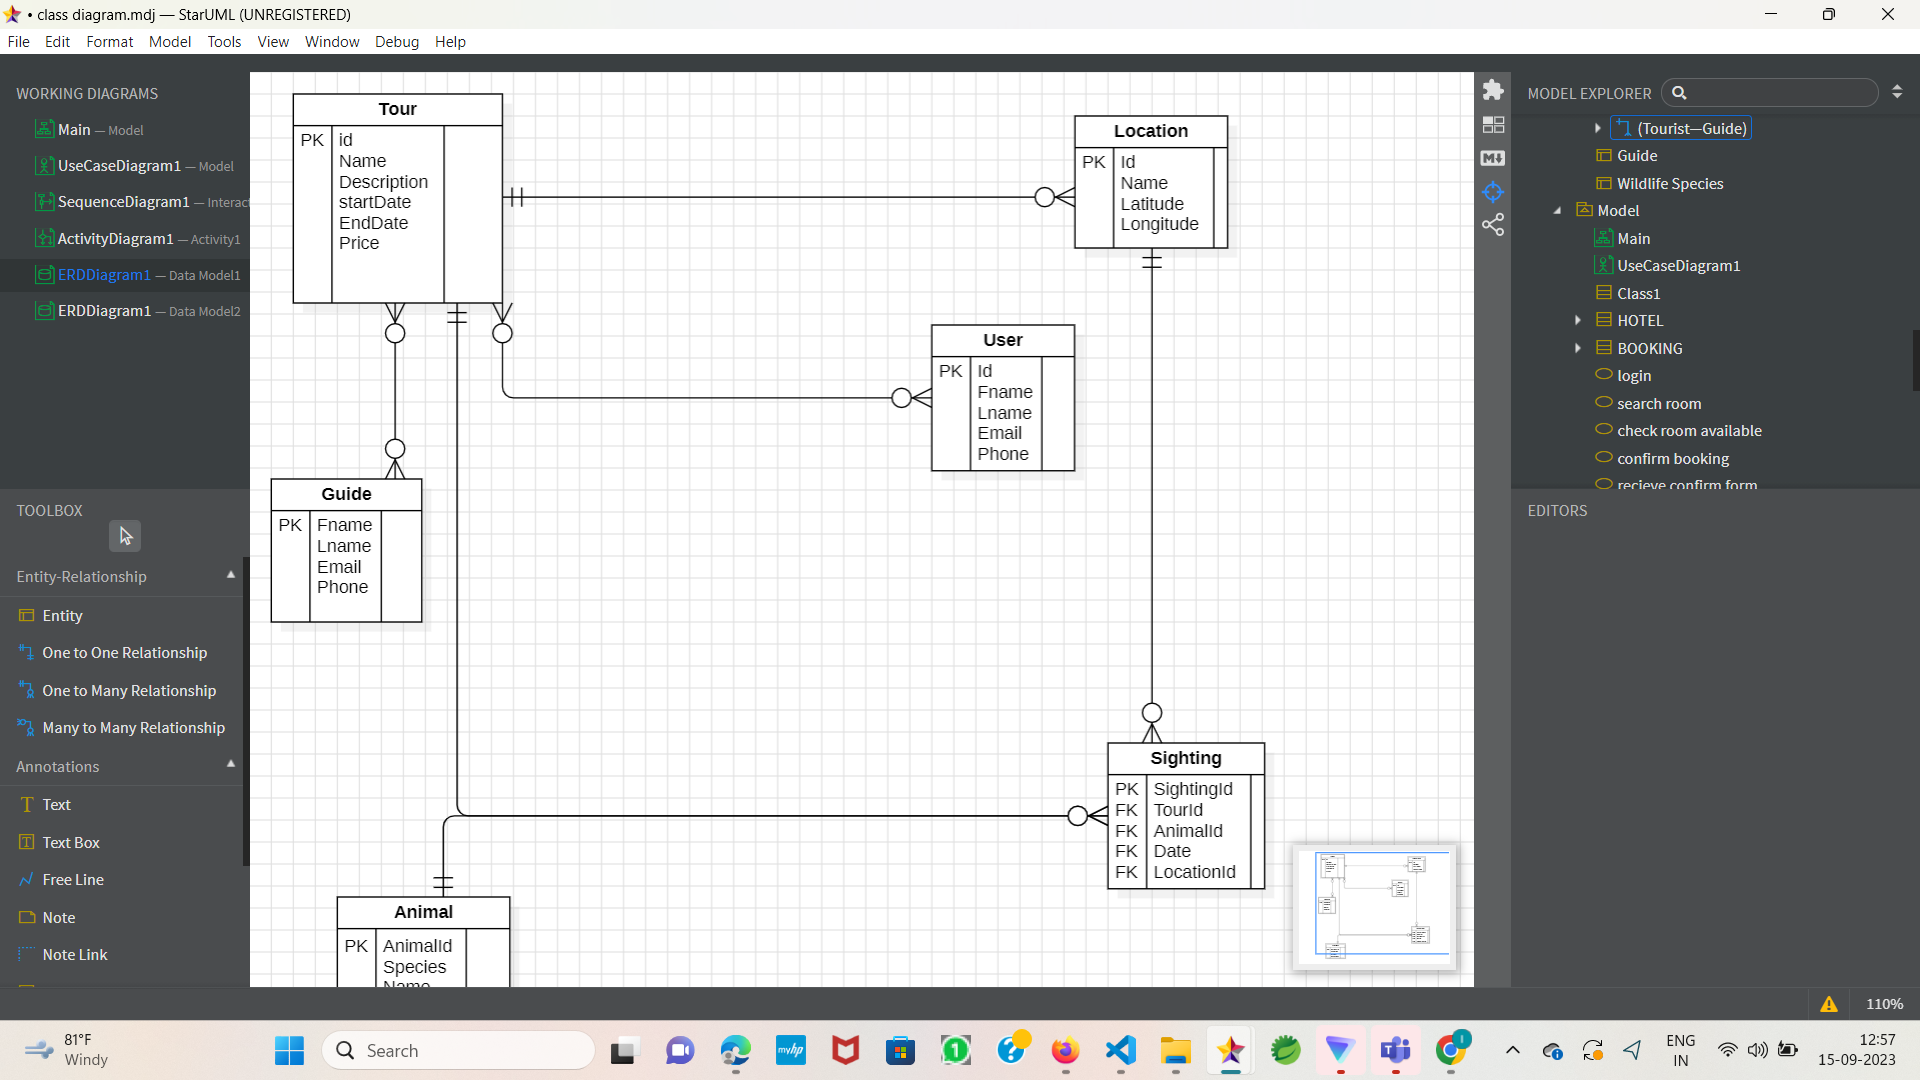 • class diagram.mdj — StarUML (UNREGISTERED)
File Edit Format Model Tools View Window Debug Help
WORKING DIAGRAMS
Main — Model
UseCaseDiagram1 — Model
SequenceDiagram1 — Interac
ActivityDiagram1 — Activity1
ERDDiagram1 — Data Model1
ERDDiagram1 — Data Model2
TOOLBOX
Entity-Relationship
Entity
One to One Relationship
One to Many Relationship
Many to Many Relationship
Annotations
Text
Text Box
Free Line
Note
Note Link
Tour
PK id
Name
Description
startDate
EndDate
Price
Location
PK Id
Name
Latitude
Longitude
User
PK Id
Fname
Lname
Email
Phone
Guide
PK Fname
Lname
Email
Phone
Sighting
PK SightingId
FK TourId
FK AnimalId
FK Date
FK LocationId
Animal
PK AnimalId
Species
Name
MODEL EXPLORER
(Tourist—Guide)
Guide
Wildlife Species
Model
Main
UseCaseDiagram1
Class1
HOTEL
BOOKING
login
search room
check room available
confirm booking
recieve confirm form
EDITORS
110%
81°F
Windy
Search
ENG
IN
12:57
15-09-2023